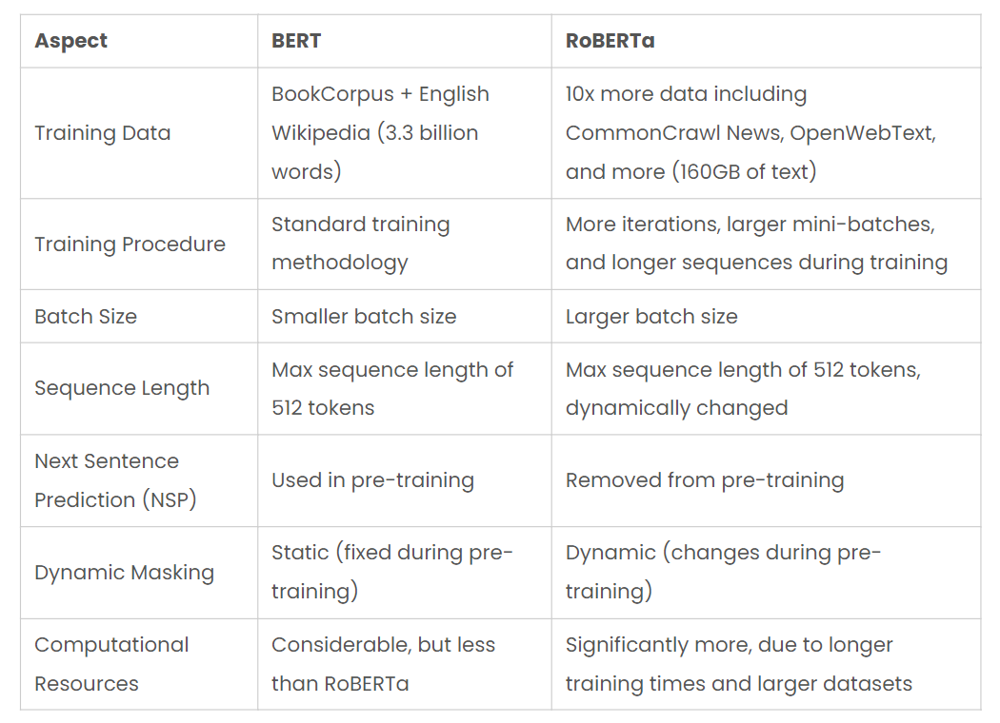 Aspect BERT RoBERTa
Training Data
BookCorpus + English
Wikipedia (3.3 billion
words)
10x more data including
CommonCrawl News, OpenWebText,
and more (160GB of text)
Training Procedure
Standard training
methodology
More iterations, larger mini-batches,
and longer sequences during training
Batch Size
Smaller batch size
Larger batch size
Sequence Length
Max sequence length of
512 tokens
Max sequence length of 512 tokens,
dynamically changed
Next Sentence
Prediction (NSP)
Used in pre-training
Removed from pre-training
Dynamic Masking
Static (fixed during pre-
training)
Dynamic (changes during pre-
training)
Computational
Resources
Considerable, but less
than RoBERTa
Significantly more, due to longer
training times and larger datasets